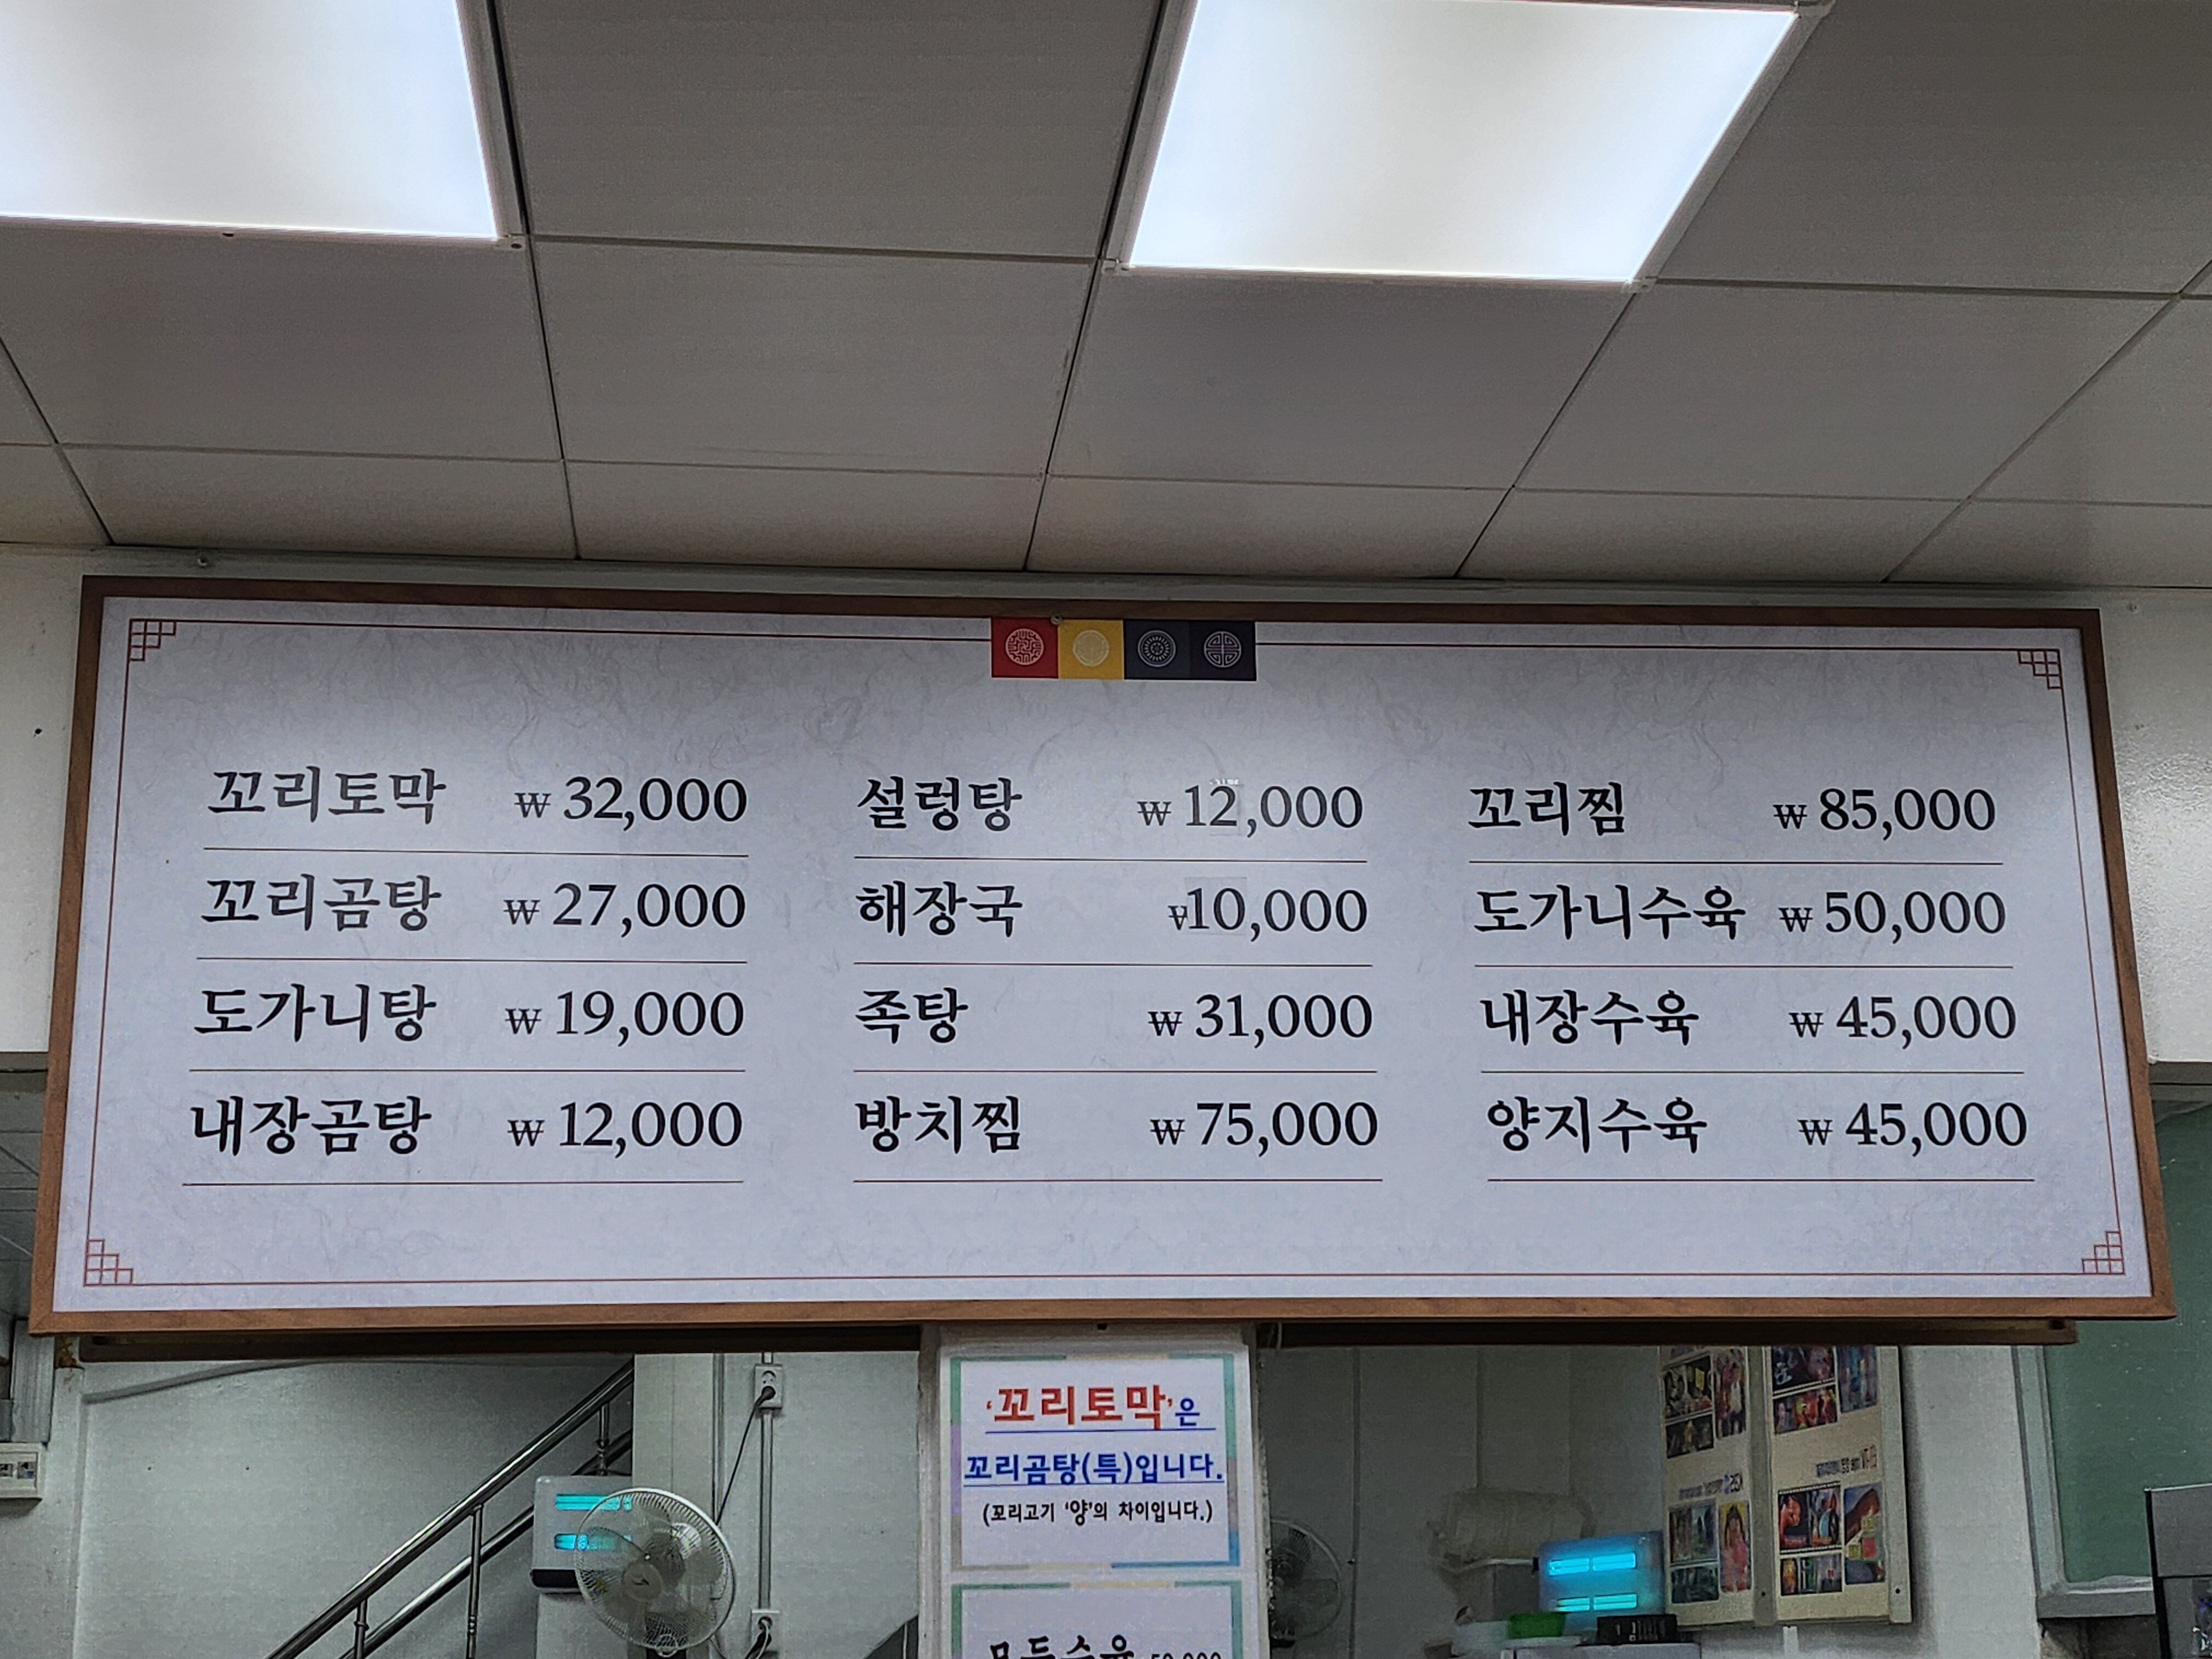 꼬리토막 ₩ 32,000
꼬리곰탕 ₩ 27,000
도가니탕 ₩ 19,000
내장곰탕 ₩ 12,000
설렁탕 ₩ 12,000
해장국 ₩10,000
족탕 ₩ 31,000
방치찜 ₩ 75,000
꼬리찜 ₩ 85,000
도가니수육 ₩ 50,000
내장수육 ₩ 45,000
양지수육 ₩ 45,000
‘꼬리토막’은
꼬리곰탕(특)입니다.
(꼬리고기 ‘양’의 차이입니다.)
모듬수육